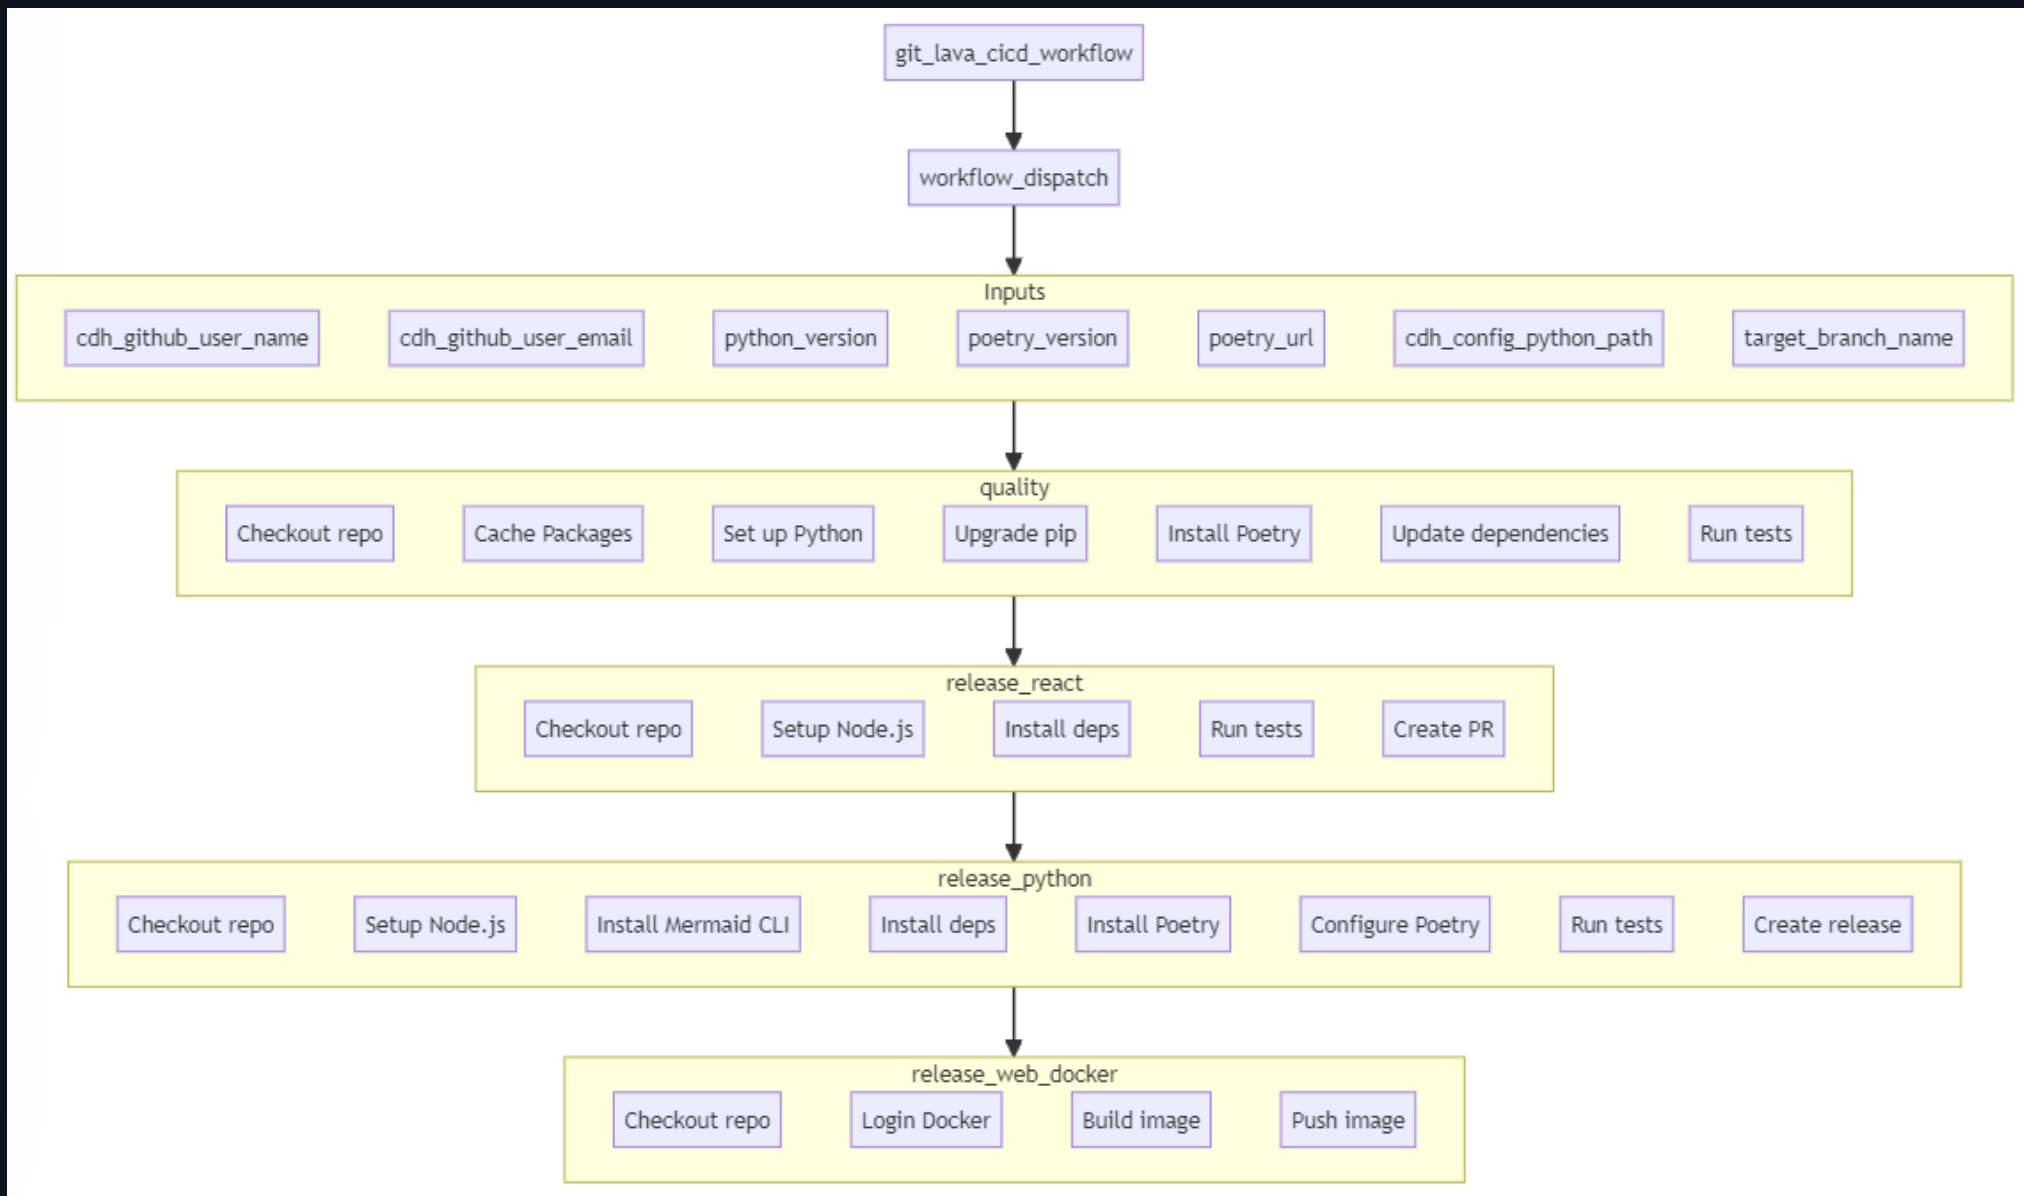 git_lava_cicd_workflow
workflow_dispatch
Inputs
cdh_github_user_name cdh_github_user_email python_version poetry_version poetry_url cdh_config_python_path target_branch_name
quality
Checkout repo Cache Packages Set up Python Upgrade pip Install Poetry Update dependencies Run tests
release_react
Checkout repo Setup Node.js Install deps Run tests Create PR
release_python
Checkout repo Setup Node.js Install Mermaid CLI Install deps Install Poetry Configure Poetry Run tests Create release
release_web_docker
Checkout repo Login Docker Build image Push image